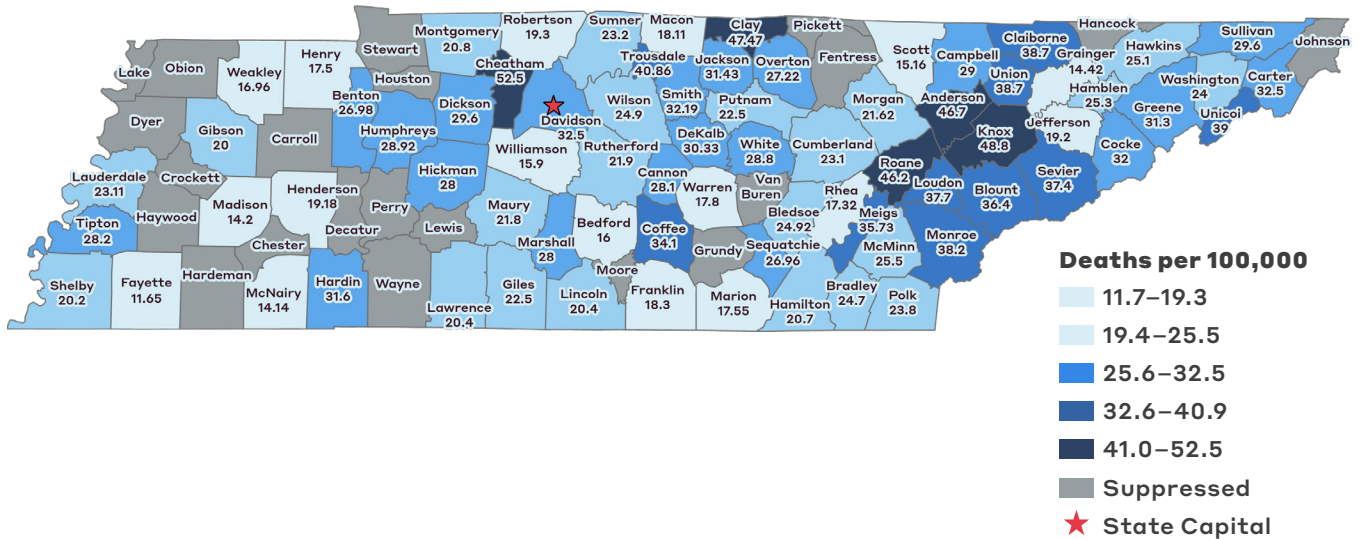 Stewart
Montgomery
20.8
Robertson
19.3
Sumner
23.2
Macon
18.11
Clay
47.47
Pickett
Fentress
Scott
15.16
Campbell
29
Claiborne
38.7
Hancock
Grainger
14.42
Hawkins
25.1
Sullivan
29.6
Johnson
Lake
Obion
Weakley
16.96
Henry
17.5
Houston
Cheatham
52.5
Trousdale
40.86
Jackson
31.43
Overton
27.22
Union
38.7
Hamblen
25.3
Washington
24
Carter
32.5
Dyer
Gibson
20
Carroll
Benton
26.98
Humphreys
28.92
Dickson
29.6
Davidson
32.5
Wilson
24.9
Smith
32.19
Putnam
22.5
Morgan
21.62
Anderson
46.7
Knox
48.8
Jefferson
19.2
Greene
31.3
Unicoi
39
Cocke
32
Lauderdale
23.11
Crockett
Hickman
28
Williamson
15.9
Rutherford
21.9
DeKalb
30.33
White
28.8
Cumberland
23.1
Roane
46.2
Loudon
37.7
Blount
36.4
Sevier
37.4
Tipton
28.2
Haywood
Madison
14.2
Henderson
19.18
Decatur
Perry
Lewis
Maury
21.8
Cannon
28.1
Warren
17.8
Van
Buren
Bledsoe
24.92
Rhea
17.32
Meigs
35.73
McMinn
25.5
Monroe
38.2
Chester
Marshall
28
Bedford
16
Coffee
34.1
Grundy
Sequatchie
26.96
Shelby
20.2
Fayette
11.65
Hardeman
McNairy
14.14
Hardin
31.6
Wayne
Lawrence
20.4
Giles
22.5
Lincoln
20.4
Moore
Franklin
18.3
Marion
17.55
Hamilton
20.7
Bradley
24.7
Polk
23.8
Deaths per 100,000
11.7–19.3
19.4–25.5
25.6–32.5
32.6–40.9
41.0–52.5
Suppressed
State Capital